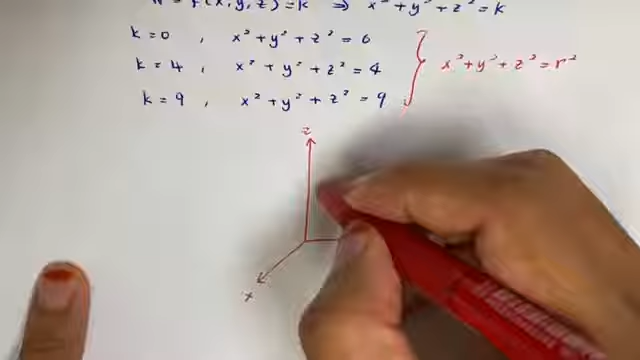 f(x, y, z) = k ⇒ x² + y² + z² = k
k = 0 , x² + y² + z² = 0
k = 4 , x² + y² + z² = 4 x² + y² + z² = r²
k = 9 , x² + y² + z² = 9
z
x